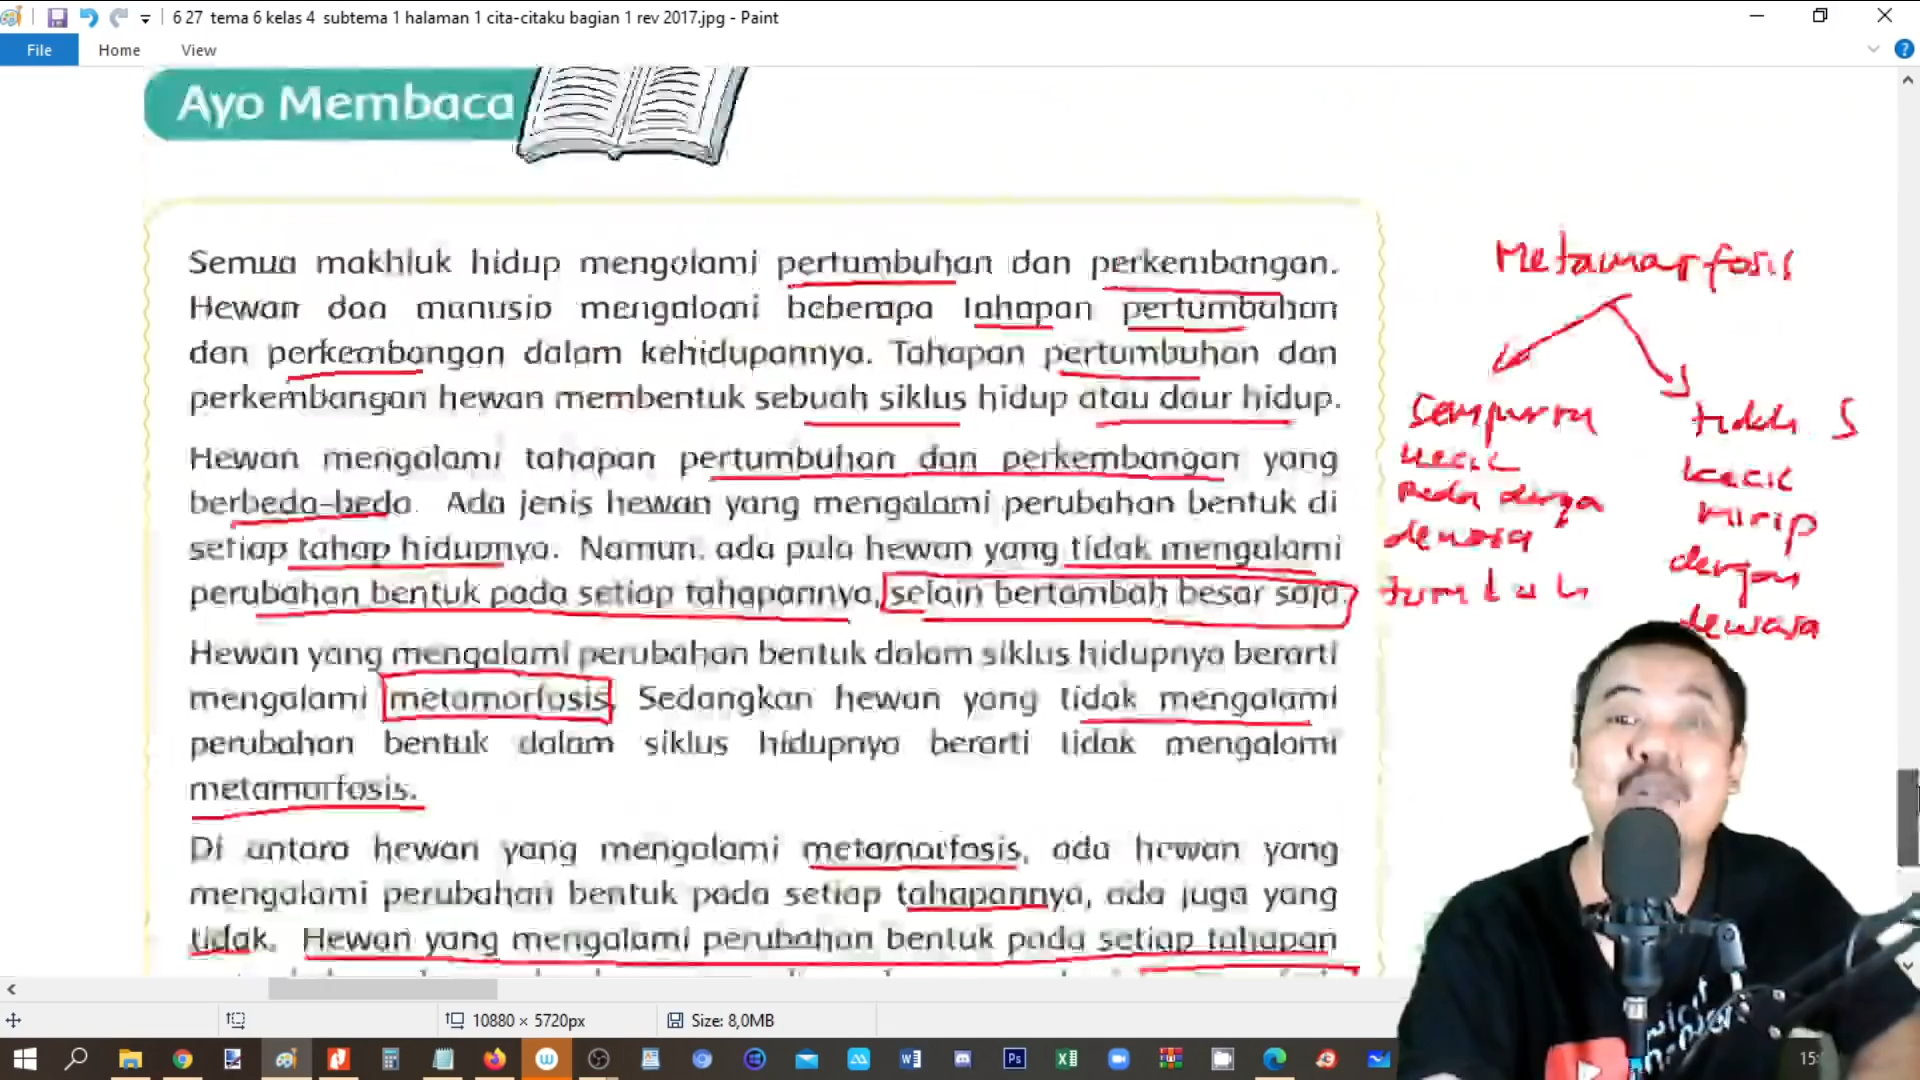 6 27 tema 6 kelas 4 subtema 1 halaman 1 cita-citaku bagian 1 rev 2017.jpg - Paint
File Home View
Ayo Membaca
Semua makhluk hidup mengalami pertumbuhan dan perkembangan.
Hewan dan manusia mengalami beberapa tahapan pertumbuhan
dan perkembangan dalam kehidupannya. Tahapan pertumbuhan dan
perkembangan hewan membentuk sebuah siklus hidup atau daur hidup.
Hewan mengalami tahapan pertumbuhan dan perkembangan yang
berbeda-beda. Ada jenis hewan yang mengalami perubahan bentuk di
setiap tahap hidupnya. Namun, ada pula hewan yang tidak mengalami
perubahan bentuk pada setiap tahapannya, selain bertambah besar saja.
Hewan yang mengalami perubahan bentuk dalam siklus hidupnya berarti
mengalami metamorfosis. Sedangkan hewan yang tidak mengalami
perubahan bentuk dalam siklus hidupnya berarti tidak mengalami
metamorfosis.
Di antara hewan yang mengalami metamorfosis, ada hewan yang
mengalami perubahan bentuk pada setiap tahapannya, ada juga yang
tidak. Hewan yang mengalami perubahan bentuk pada setiap tahapan
Metamorfosis
Sempurna
kecil
beda dengan
dewasa
tumbuh
tidak S
kecil
mirip
dengan
dewasa
10880 × 5720px
Size: 8,0MB
15: